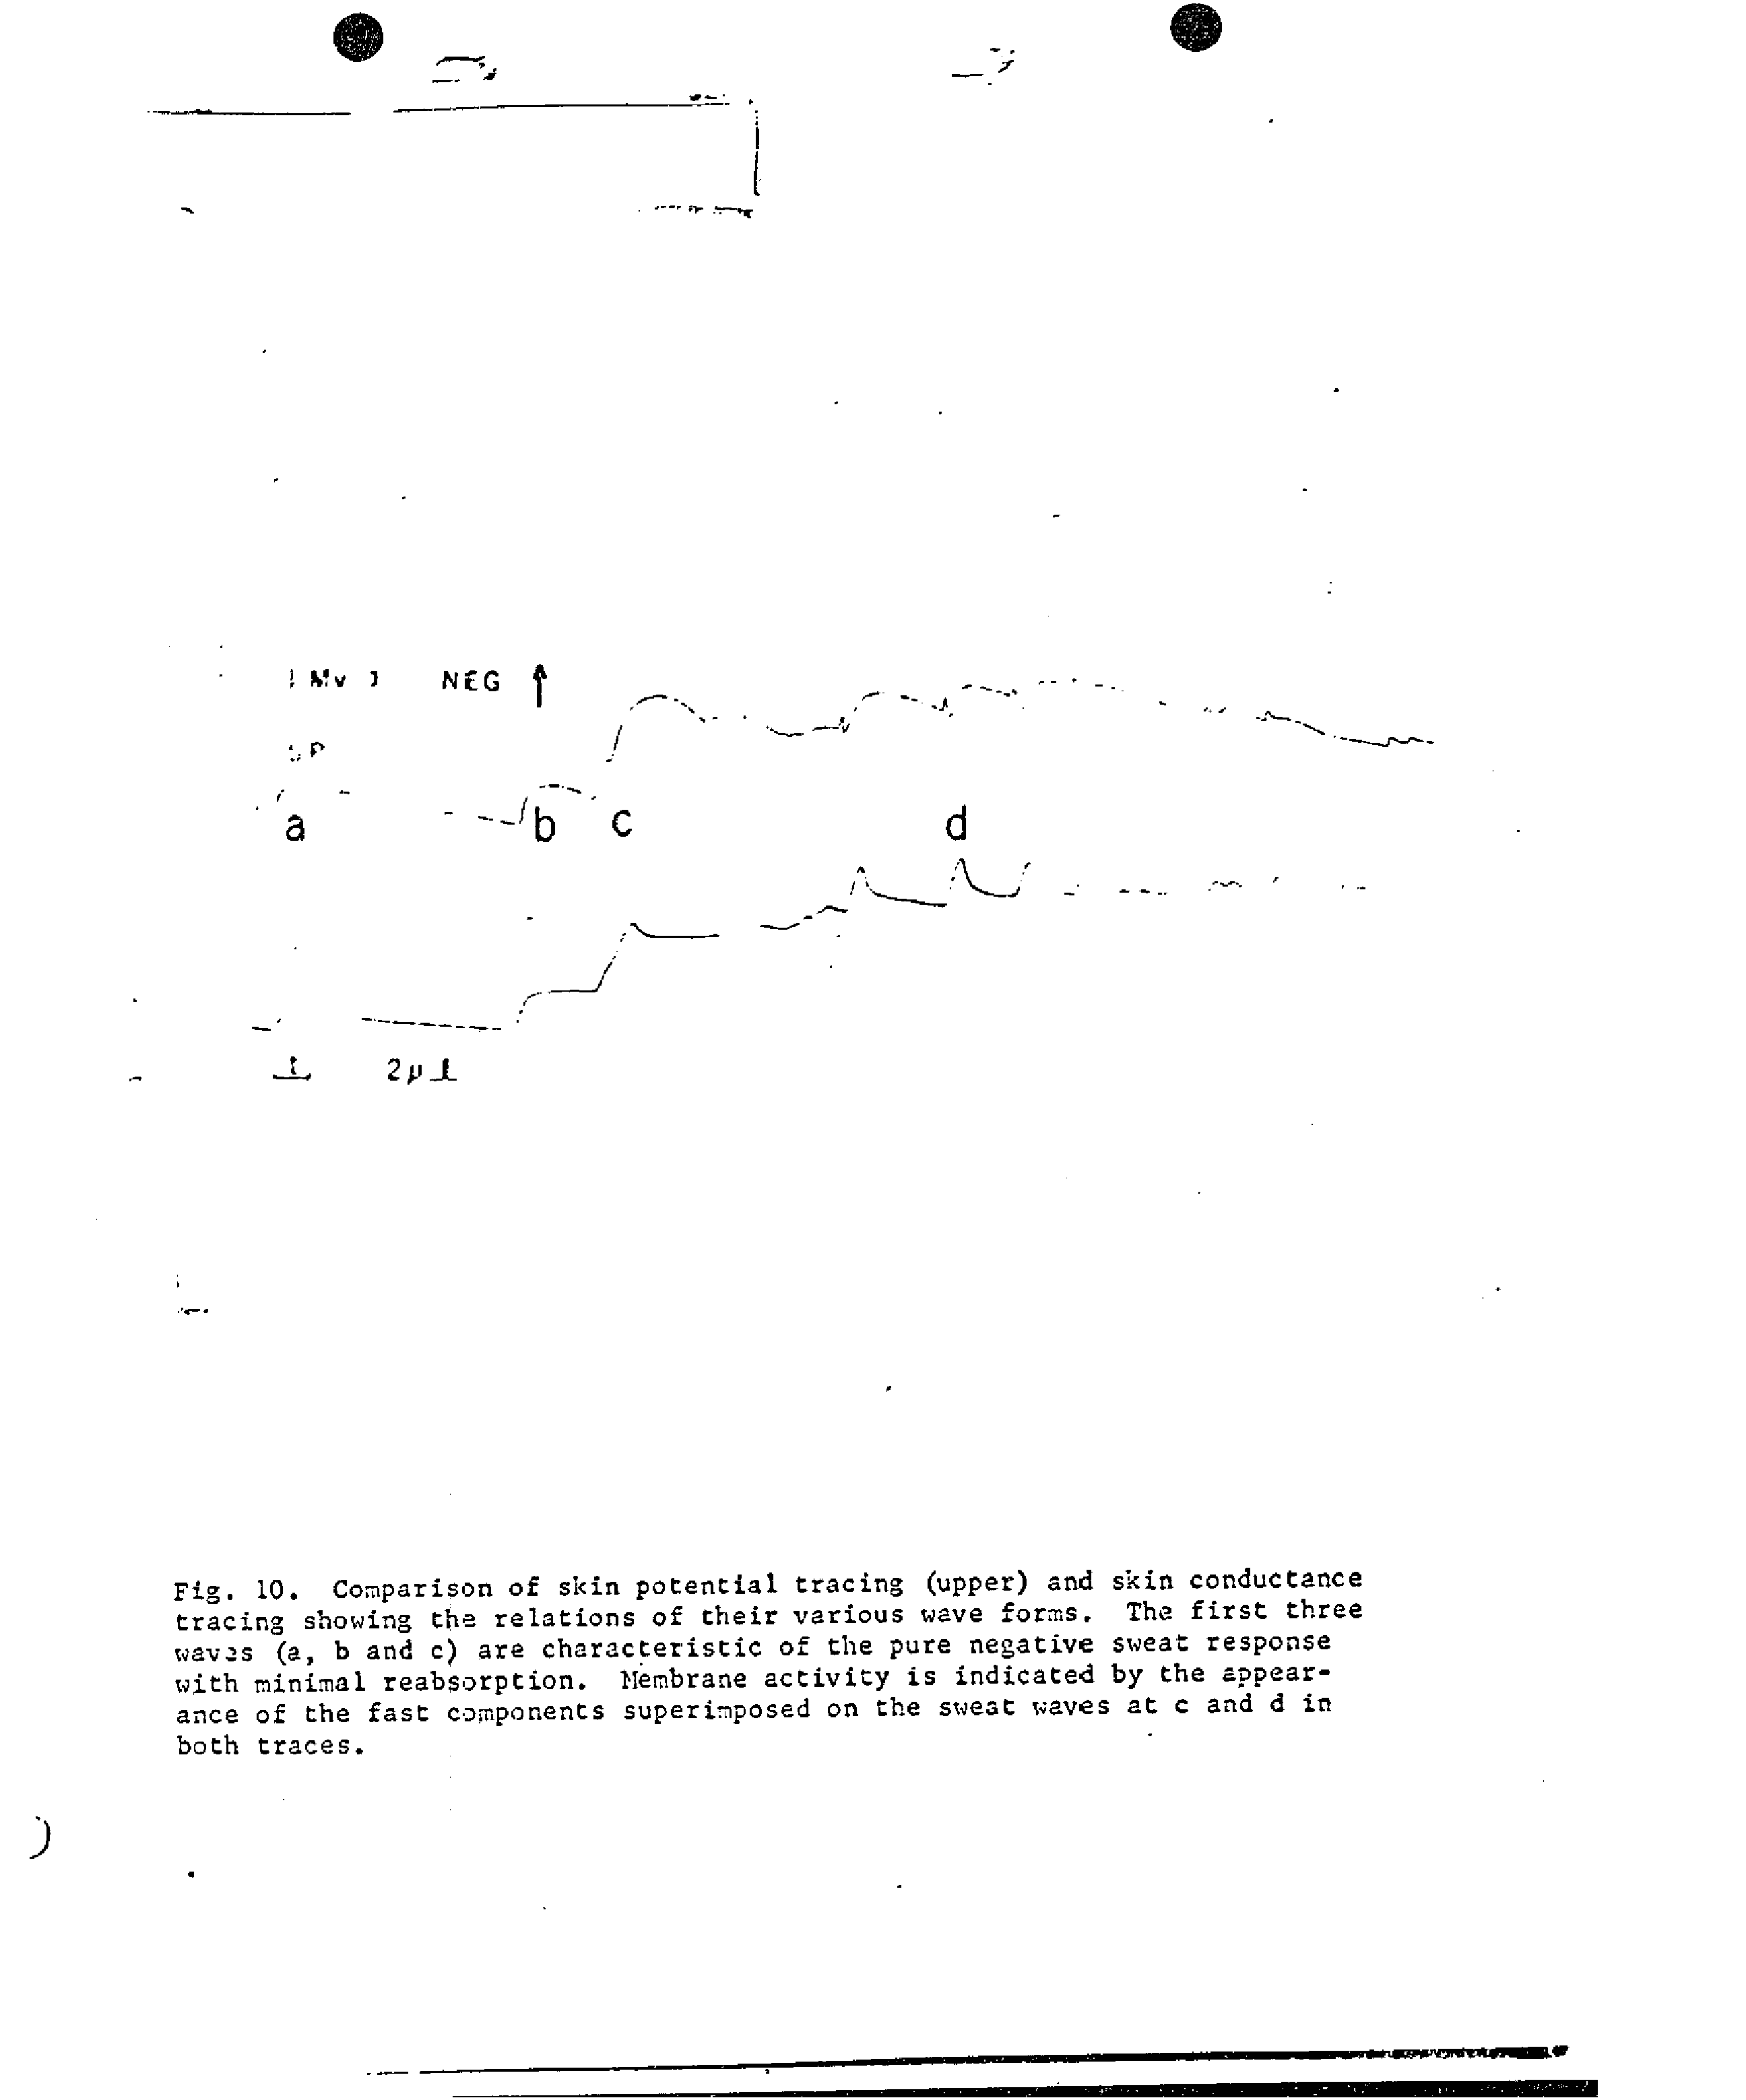 Mv
NEG ↑
SP
a b c d
2µ
Fig. 10. Comparison of skin potential tracing (upper) and skin conductance
tracing showing the relations of their various wave forms. The first three
waves (a, b and c) are characteristic of the pure negative sweat response
with minimal reabsorption. Membrane activity is indicated by the appear-
ance of the fast components superimposed on the sweat waves at c and d in
both traces.